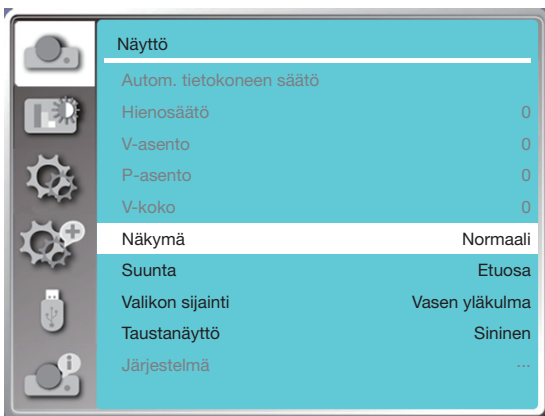 Näyttö
Autom. tietokoneen säätö
Hienosäätö 0
V-asento 0
P-asento 0
V-koko 0
Näkymä Normaali
Suunta Etuosa
Valikon sijainti Vasen yläkulma
Taustanäyttö Sininen
Järjestelmä ...